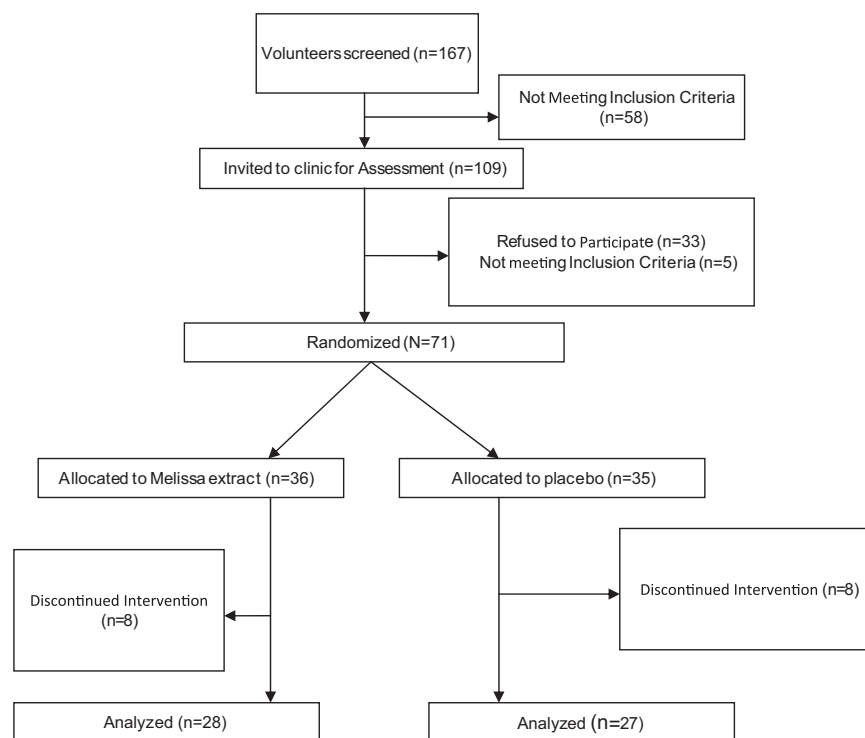 Volunteers screened (n=167)
Not Meeting Inclusion Criteria
(n=58)
Invited to clinic for Assessment (n=109)
Refused to Participate (n=33)
Not meeting Inclusion Criteria (n=5)
Randomized (N=71)
Allocated to Melissa extract (n=36)
Allocated to placebo (n=35)
Discontinued Intervention
(n=8)
Discontinued Intervention (n=8)
Analyzed (n=28)
Analyzed (n=27)